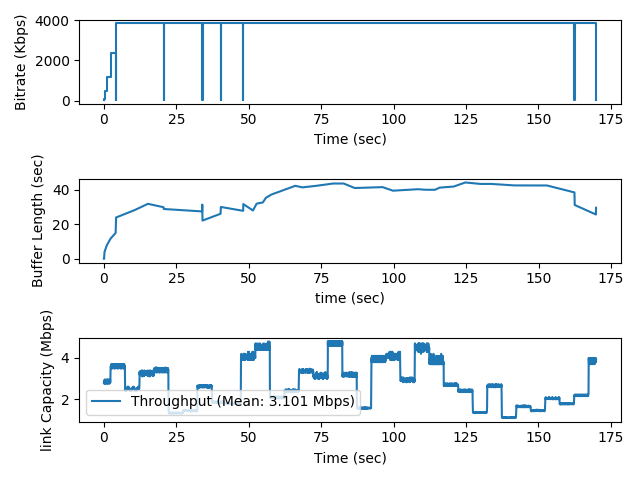 Bitrate (Kbps)
4000
2000
0
0 25 50 75 100 125 150 175
Time (sec)
Buffer Length (sec)
40
20
0
0 25 50 75 100 125 150 175
time (sec)
link Capacity (Mbps)
4
2
Throughput (Mean: 3.101 Mbps)
0 25 50 75 100 125 150 175
Time (sec)